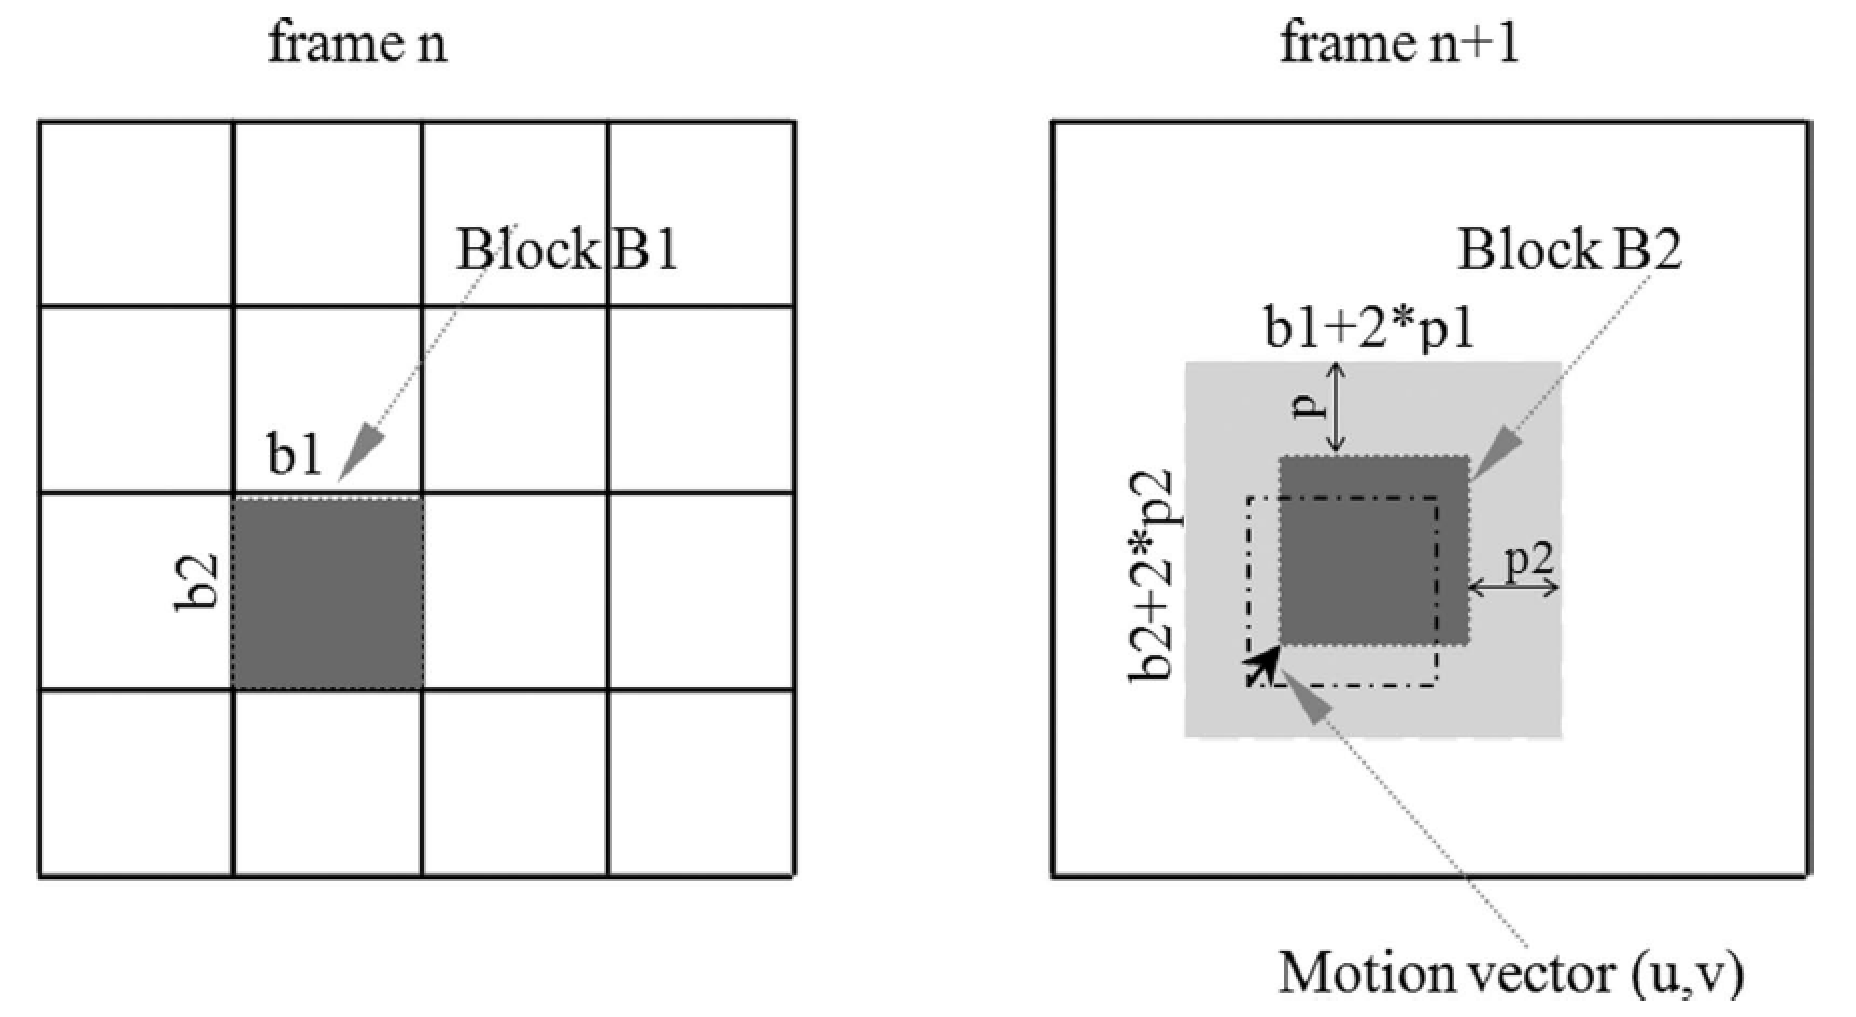 frame n
Block B1
b1
b2
frame n+1
Block B2
b1+2*p1
p
b2+2*p2
p2
Motion vector (u,v)